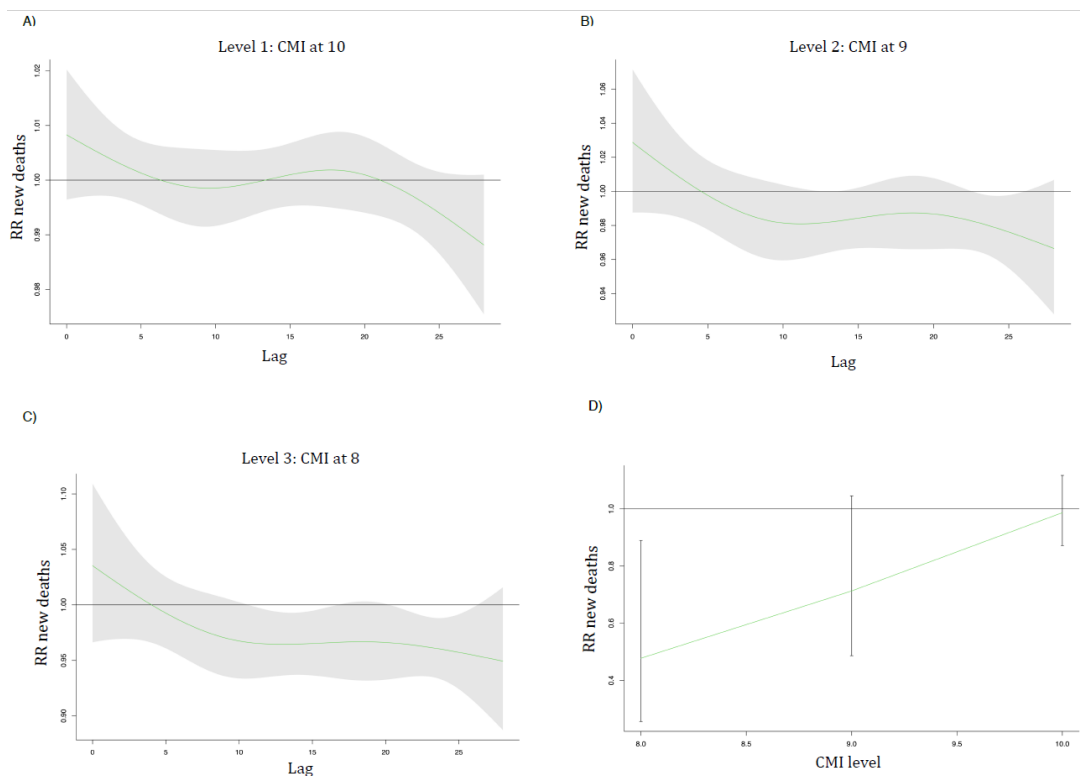 A)
Level 1: CMI at 10
RR new deaths
1.02
1.01
1.00
0.99
0.98
0 5 10 15 20 25
Lag
B)
Level 2: CMI at 9
RR new deaths
1.06
1.04
1.02
1.00
0.98
0.96
0.94
0 5 10 15 20 25
Lag
C)
Level 3: CMI at 8
RR new deaths
1.10
1.05
1.00
0.95
0.90
0 5 10 15 20 25
Lag
D)
RR new deaths
1.0
0.8
0.6
0.4
8.0 8.5 9.0 9.5 10.0
CMI level